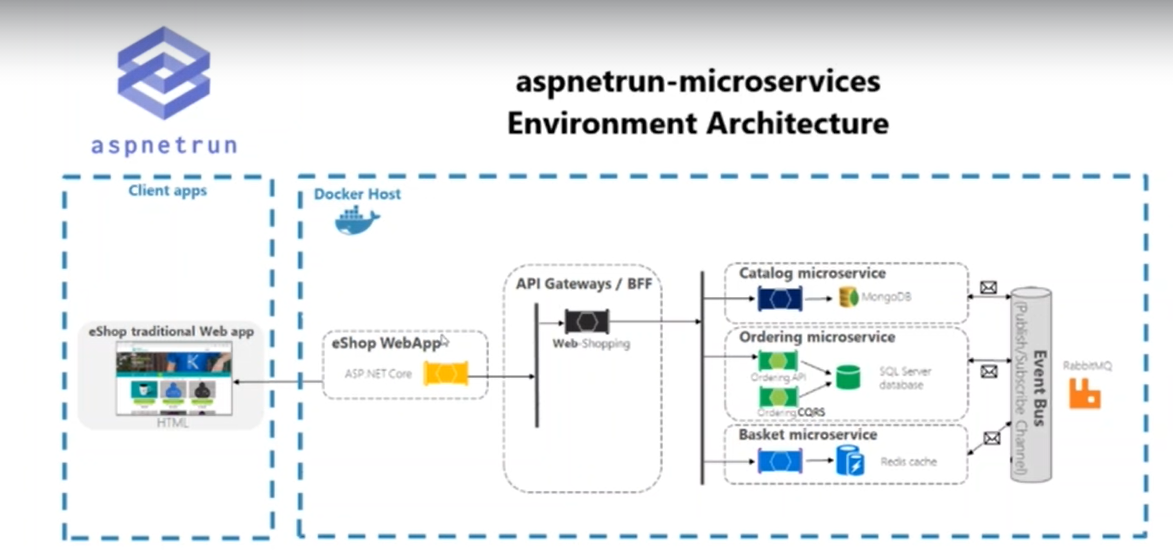 aspnetrun
aspnetrun-microservices
Environment Architecture
Client apps
eShop traditional Web app
HTML
Docker Host
eShop WebApp
ASP.NET Core
API Gateways / BFF
Web-Shopping
Catalog microservice
MongoDB
Ordering microservice
Ordering API
Ordering CQRS
SQL Server
database
Basket microservice
Redis cache
Event Bus
(Publish/Subscribe Channel)
RabbitMQ